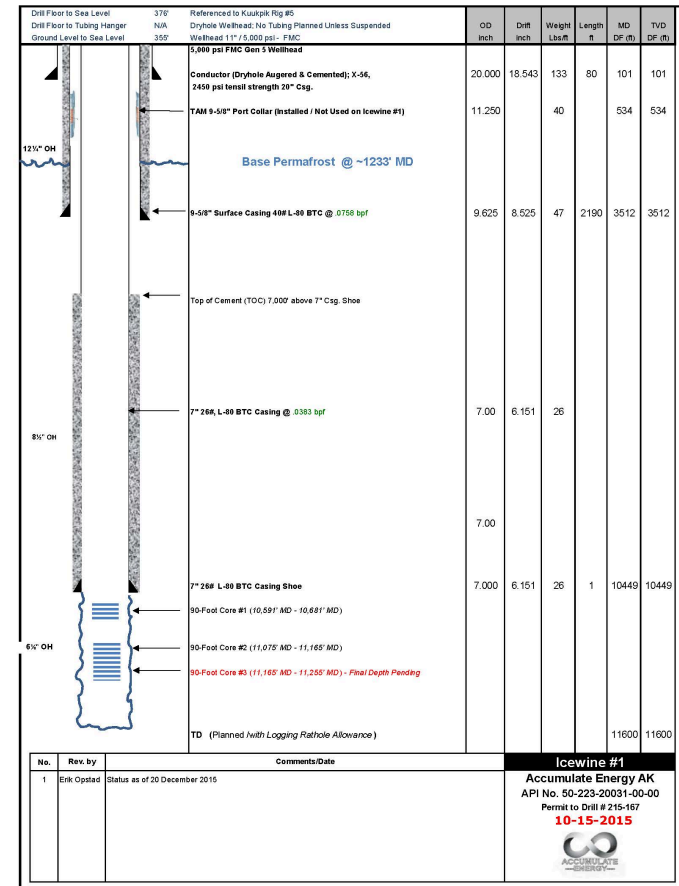 Drill Floor to Sea Level 376' Referenced to Kuukpik Rig #5
Drill Floor to Tubing Hanger N/A Dryhole Wellhead; No Tubing Planned Unless Suspended
Ground Level to Sea Level 355' Wellhead 11" / 5,000 psi - FMC
OD Drift Weight Length MD TVD
inch inch Lbs/ft ft DF (ft) DF (ft)
5,000 psi FMC Gen 5 Wellhead
Conductor (Dryhole Augered & Cemented); X-56, 20.000 18.543 133 80 101 101
2450 psi tensil strength 20" Csg.
TAM 9-5/8" Port Collar (Installed / Not Used on Icewine #1) 11.250 40 534 534
12¼" OH
Base Permafrost @ ~1233' MD
9-5/8" Surface Casing 40# L-80 BTC @ .0758 bpf 9.625 8.525 47 2190 3512 3512
Top of Cement (TOC) 7,000' above 7" Csg. Shoe
7" 26#, L-80 BTC Casing @ .0383 bpf 7.00 6.151 26
8½" OH
7.00
7" 26# L-80 BTC Casing Shoe 7.000 6.151 26 1 10449 10449
90-Foot Core #1 (10,591' MD - 10,681' MD)
6⅛" OH 90-Foot Core #2 (11,075' MD - 11,165' MD)
90-Foot Core #3 (11,165' MD - 11,255' MD) - Final Depth Pending
TD (Planned /with Logging Rathole Allowance) 11600 11600
No. Rev. by Comments/Date Icewine #1
1 Erik Opstad Status as of 20 December 2015 Accumulate Energy AK
API No. 50-223-20031-00-00
Permit to Drill # 215-167
10-15-2015
ACCUMULATE
ENERGY